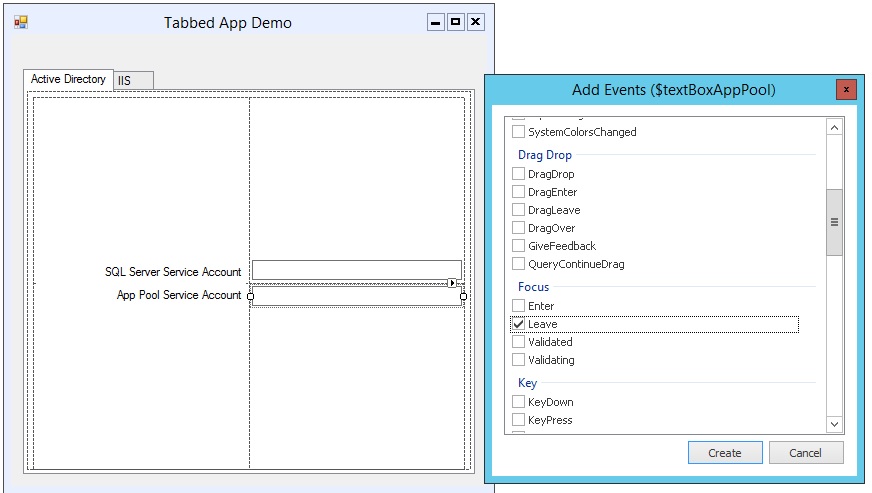 Tabbed App Demo
Active Directory
IIS
SQL Server Service Account
App Pool Service Account
Add Events ($textBoxAppPool)
SystemColorsChanged
Drag Drop
DragDrop
DragEnter
DragLeave
DragOver
GiveFeedback
QueryContinueDrag
Focus
Enter
Leave
Validated
Validating
Key
KeyDown
KeyPress
Create
Cancel